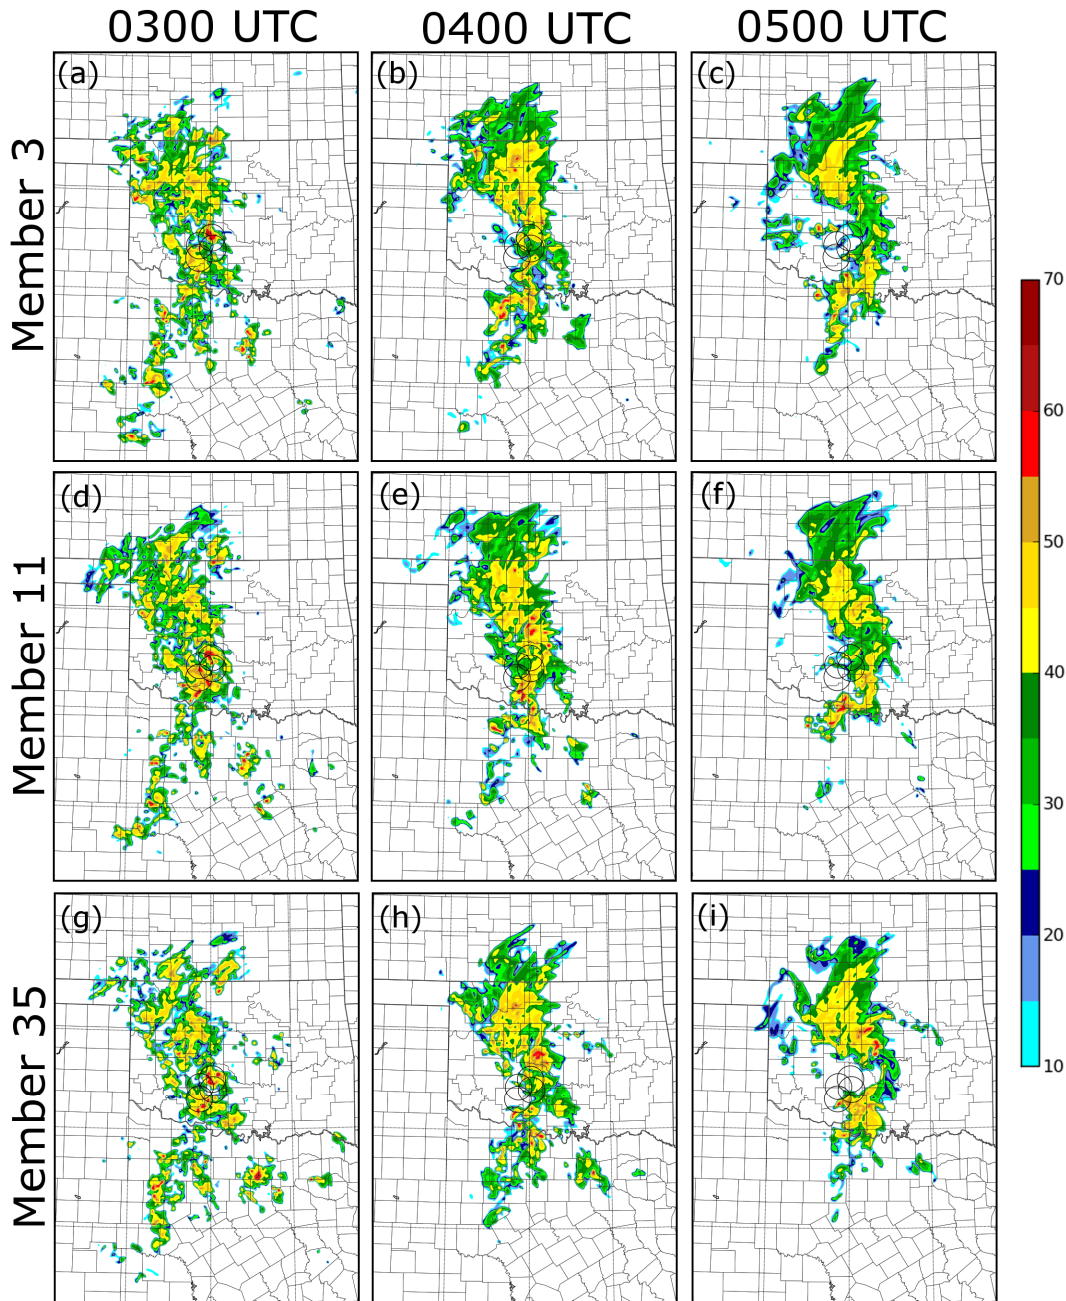 0300 UTC 0400 UTC 0500 UTC
(a) (b) (c)
Member 3
(d) (e) (f)
Member 11
(g) (h) (i)
Member 35
70
60
50
40
30
20
10